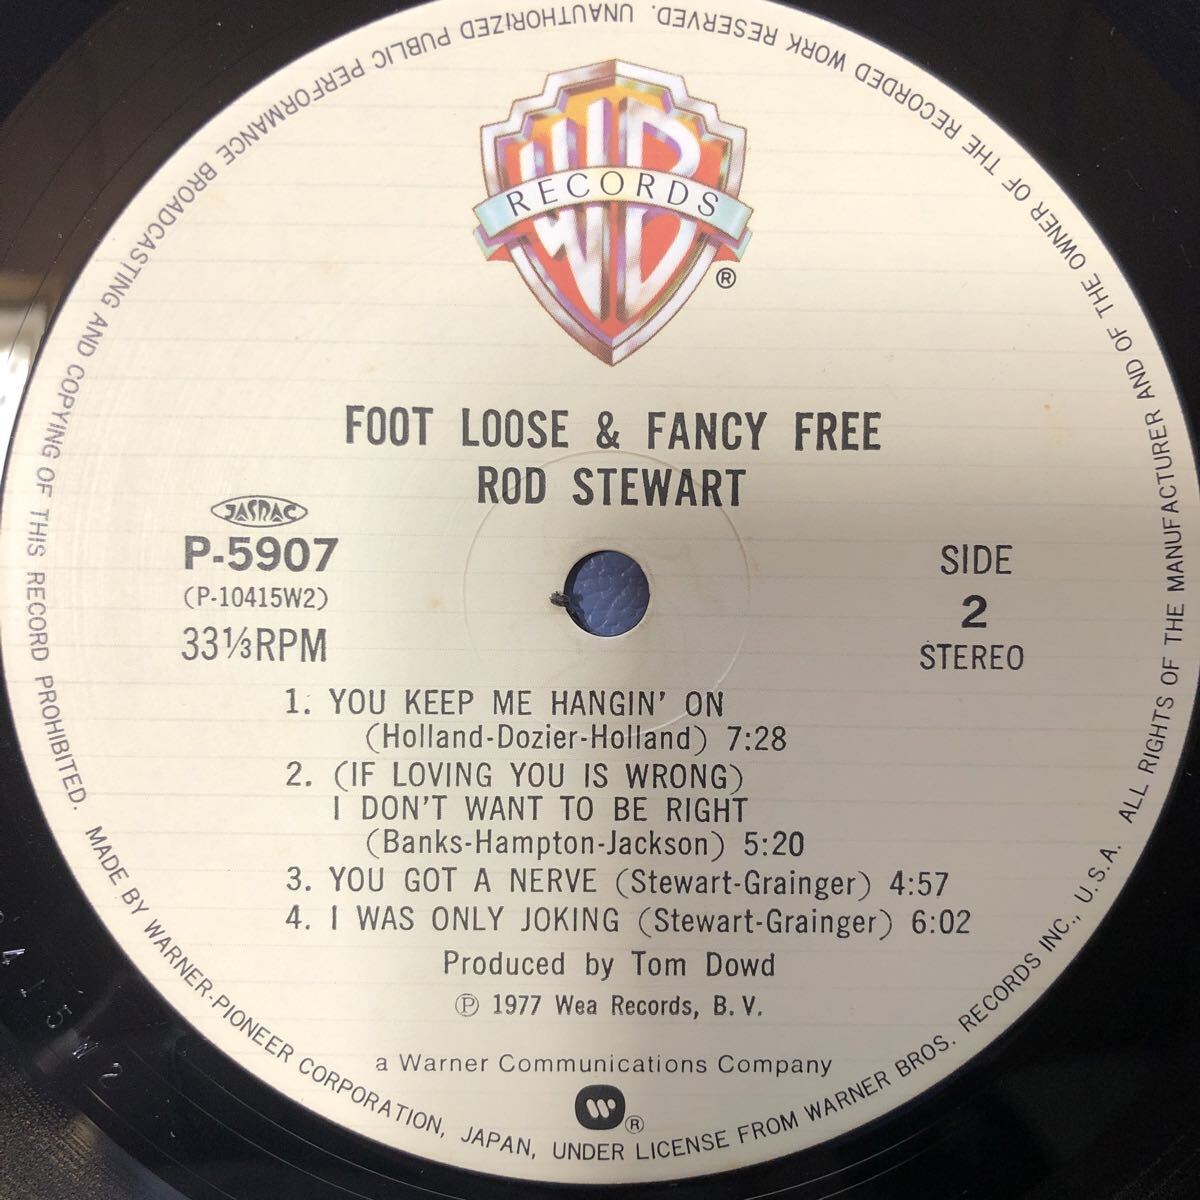 WB
RECORDS
®
FOOT LOOSE & FANCY FREE
ROD STEWART
JASRAC
P-5907
(P-10415W2)
33⅓RPM
SIDE
2
STEREO
1. YOU KEEP ME HANGIN' ON
(Holland-Dozier-Holland) 7:28
2. (IF LOVING YOU IS WRONG)
I DON'T WANT TO BE RIGHT
(Banks-Hampton-Jackson) 5:20
3. YOU GOT A NERVE (Stewart-Grainger) 4:57
4. I WAS ONLY JOKING (Stewart-Grainger) 6:02
Produced by Tom Dowd
Ⓟ 1977 Wea Records, B. V.
a Warner Communications Company
®
MADE BY WARNER-PIONEER CORPORATION, JAPAN, UNDER LICENSE FROM WARNER BROS. RECORDS INC., U.S.A. ALL RIGHTS OF THE MANUFACTURER AND OF THE OWNER OF THE RECORDED WORK RESERVED. UNAUTHORIZED PUBLIC PERFORMANCE BROADCASTING AND COPYING OF THIS RECORD PROHIBITED.
415W2